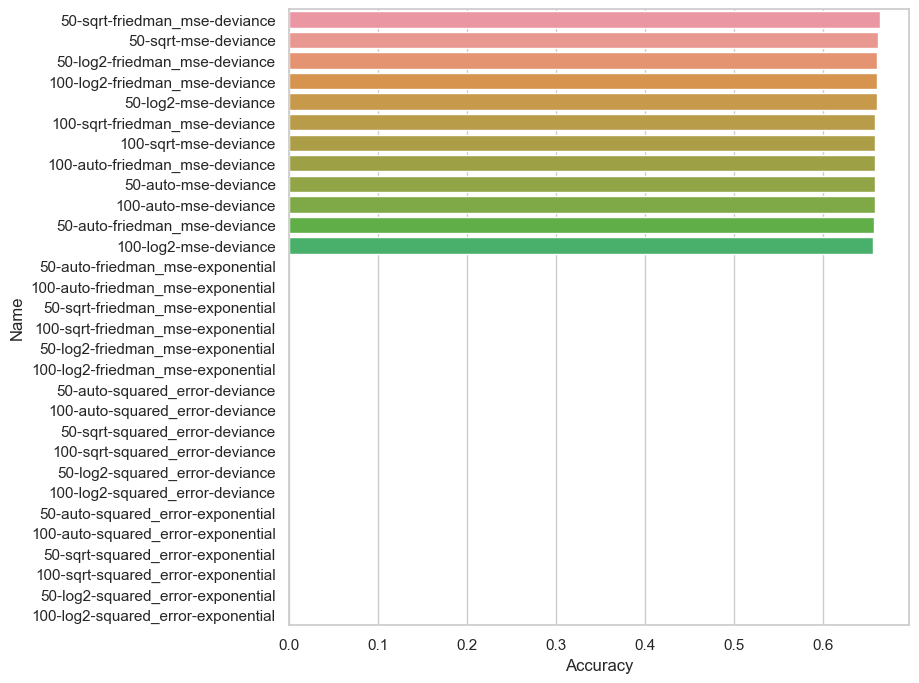 50-sqrt-friedman_mse-deviance
50-sqrt-mse-deviance
50-log2-friedman_mse-deviance
100-log2-friedman_mse-deviance
50-log2-mse-deviance
100-sqrt-friedman_mse-deviance
100-sqrt-mse-deviance
100-auto-friedman_mse-deviance
50-auto-mse-deviance
100-auto-mse-deviance
50-auto-friedman_mse-deviance
100-log2-mse-deviance
50-auto-friedman_mse-exponential
100-auto-friedman_mse-exponential
50-sqrt-friedman_mse-exponential
100-sqrt-friedman_mse-exponential
50-log2-friedman_mse-exponential
100-log2-friedman_mse-exponential
50-auto-squared_error-deviance
100-auto-squared_error-deviance
50-sqrt-squared_error-deviance
100-sqrt-squared_error-deviance
50-log2-squared_error-deviance
100-log2-squared_error-deviance
50-auto-squared_error-exponential
100-auto-squared_error-exponential
50-sqrt-squared_error-exponential
100-sqrt-squared_error-exponential
50-log2-squared_error-exponential
100-log2-squared_error-exponential
Name
0.0 0.1 0.2 0.3 0.4 0.5 0.6
Accuracy